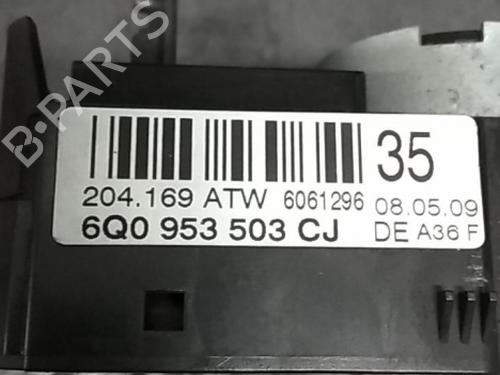 B-PARTS
35
204.169 ATW 6061296 08.05.09
6Q0 953 503 CJ DE A36 F